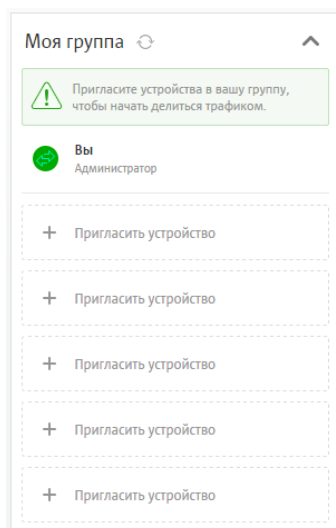 Моя группа
Пригласите устройства в вашу группу,
чтобы начать делиться трафиком.
Вы
Администратор
Пригласить устройство
Пригласить устройство
Пригласить устройство
Пригласить устройство
Пригласить устройство